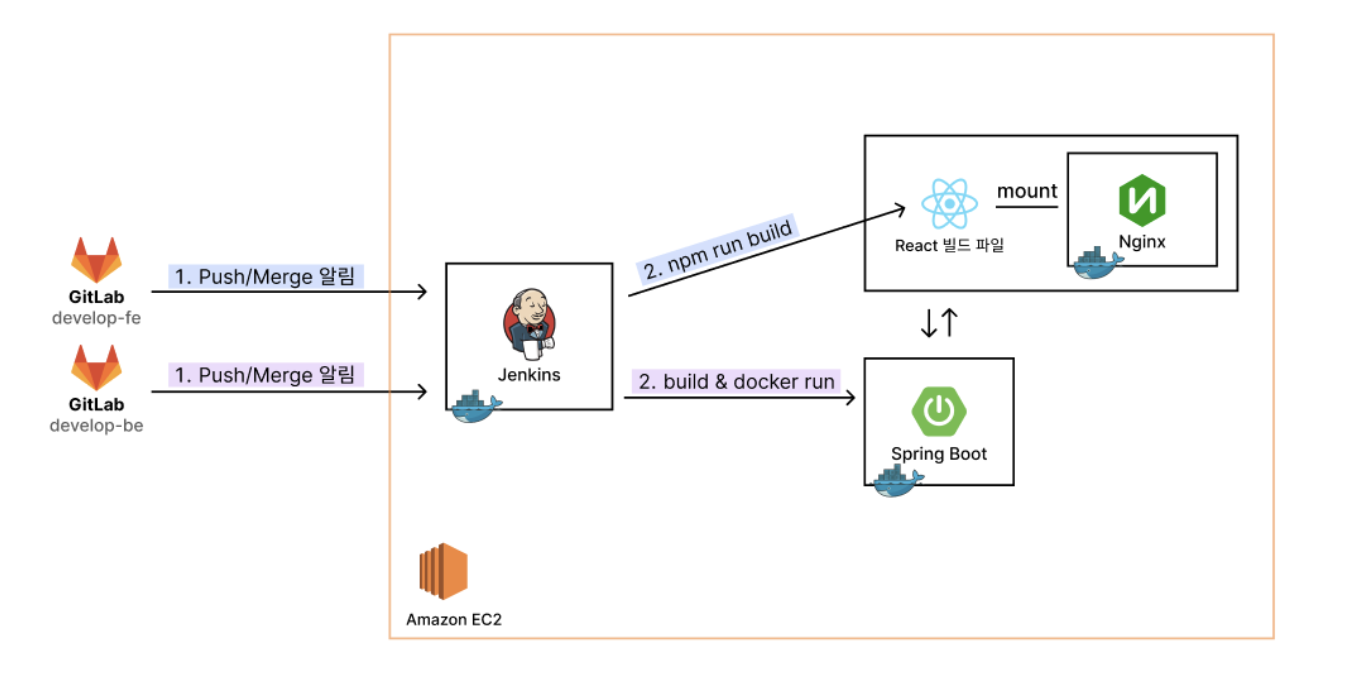 GitLab
develop-fe
1. Push/Merge 알림
GitLab
develop-be
1. Push/Merge 알림
Jenkins
2. npm run build
2. build & docker run
React 빌드 파일
mount
Nginx
↓↑
Spring Boot
Amazon EC2